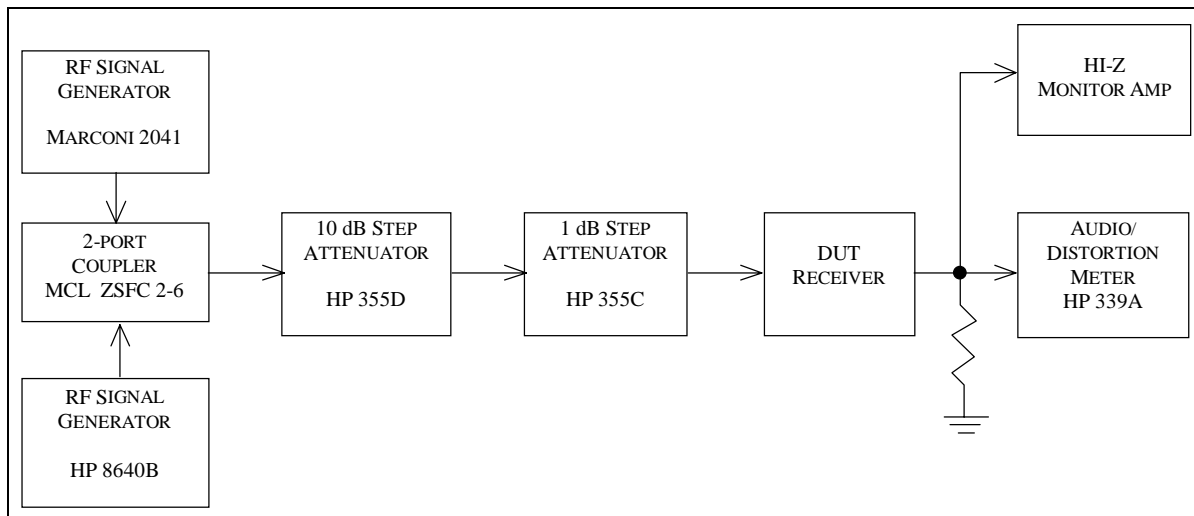 RF SIGNAL
GENERATOR
MARCONI 2041
2-PORT
COUPLER
MCL ZSFC 2-6
RF SIGNAL
GENERATOR
HP 8640B
10 dB STEP
ATTENUATOR
HP 355D
1 dB STEP
ATTENUATOR
HP 355C
DUT
RECEIVER
HI-Z
MONITOR AMP
AUDIO/
DISTORTION
METER
HP 339A